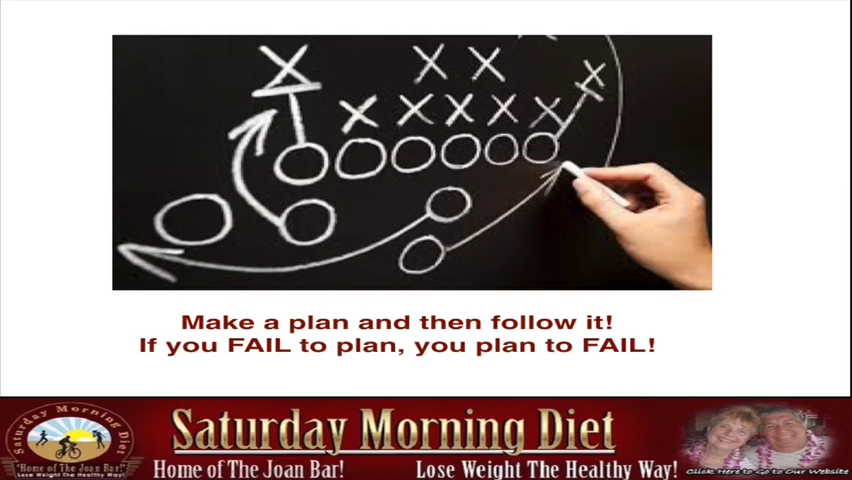 Make a plan and then follow it!
If you FAIL to plan, you plan to FAIL!
Saturday Morning Diet
"Home of The Joan Bar!"
Lose Weight The Healthy Way!
Saturday Morning Diet
Home of The Joan Bar! Lose Weight The Healthy Way!
Click Here to Go to Our Website